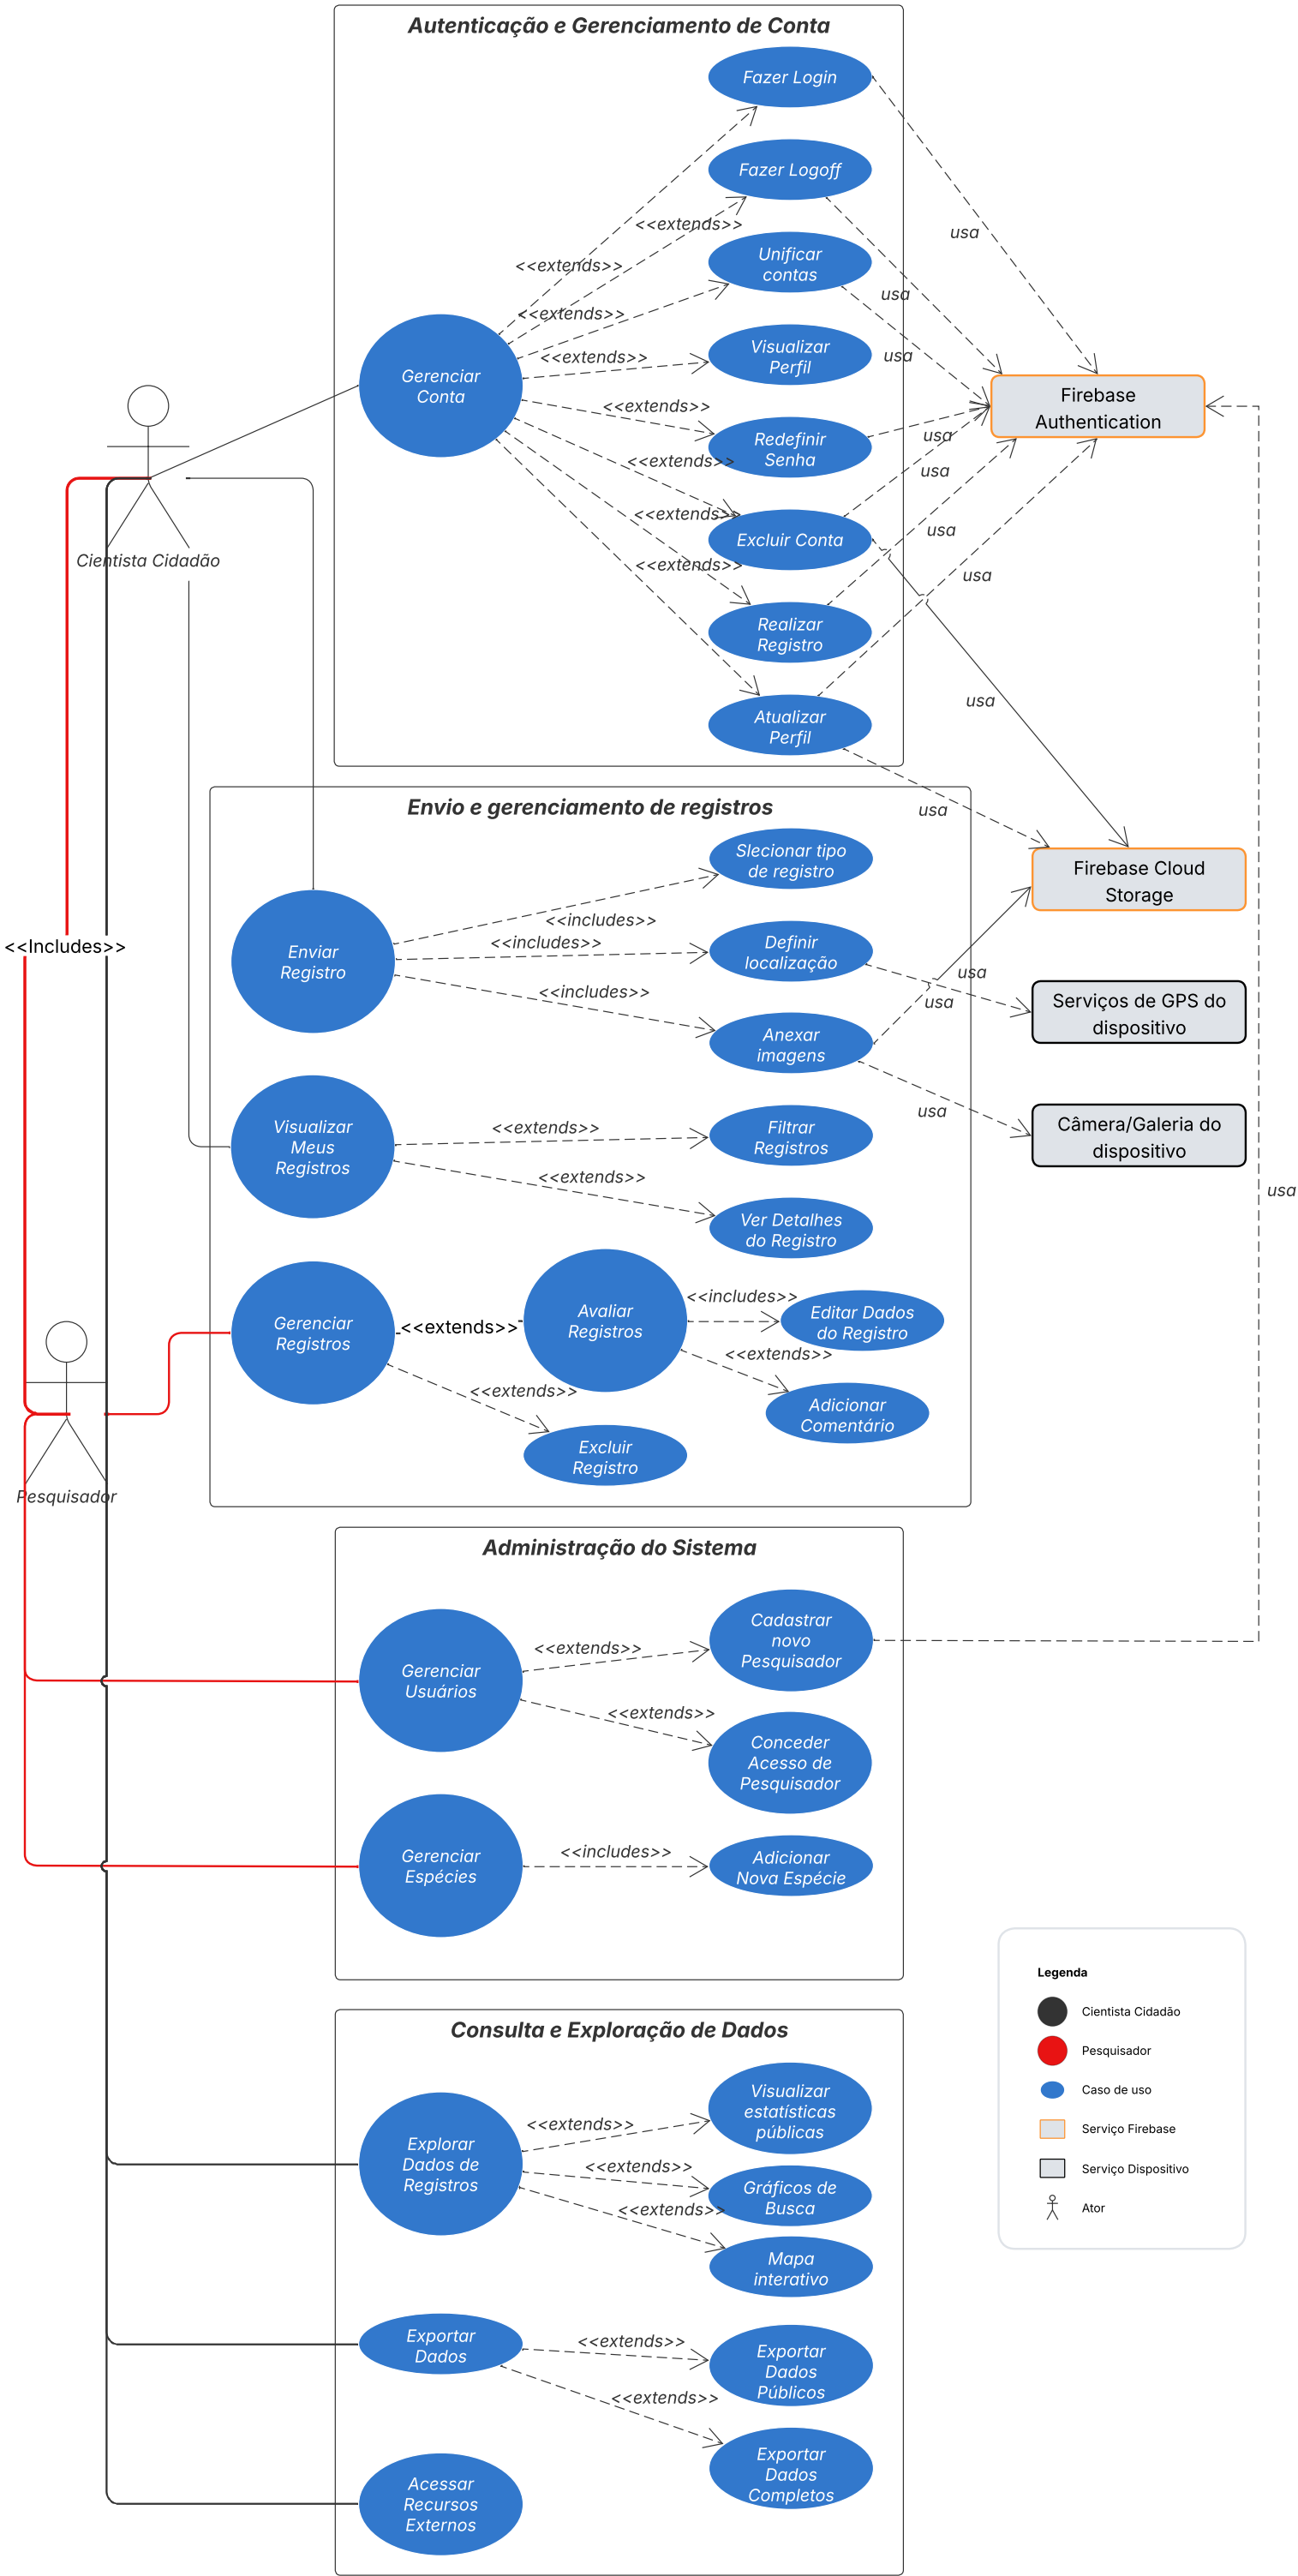 Autenticação e Gerenciamento de Conta
Fazer Login
Fazer Logoff
<<extends>>
usa
Unificar
contas
<<extends>>
usa
<<extends>>
Visualizar
Perfil
<<extends>>
usa
Gerenciar
Conta
Firebase
Authentication
<<extends>>
Redefinir
Senha
usa
<<extends>>
usa
<<extends>>
Excluir Conta
usa
Cientista Cidadão
<<extends>>
usa
Realizar
Registro
usa
Atualizar
Perfil
Envio e gerenciamento de registros
usa
Slecionar tipo
de registro
Firebase Cloud
Storage
<<includes>>
<<Includes>>
<<includes>>
Enviar
Registro
Definir
localização
usa
<<includes>>
usa
Serviços de GPS do
dispositivo
Anexar
imagens
usa
Câmera/Galeria do
dispositivo
Visualizar
Meus
Registros
<<extends>>
Filtrar
Registros
<<extends>>
usa
Ver Detalhes
do Registro
Gerenciar
Registros
<<extends>>
Avaliar
Registros
<<includes>>
Editar Dados
do Registro
<<extends>>
<<extends>>
Adicionar
Comentário
Excluir
Registro
Pesquisador
Administração do Sistema
Gerenciar
Usuários
<<extends>>
Cadastrar
novo
Pesquisador
<<extends>>
Conceder
Acesso de
Pesquisador
Gerenciar
Espécies
<<includes>>
Adicionar
Nova Espécie
Legenda
Cientista Cidadão
Pesquisador
Caso de uso
Serviço Firebase
Serviço Dispositivo
Ator
Consulta e Exploração de Dados
Explorar
Dados de
Registros
<<extends>>
Visualizar
estatísticas
públicas
<<extends>>
Gráficos de
Busca
<<extends>>
Mapa
interativo
Exportar
Dados
<<extends>>
Exportar
Dados
Públicos
<<extends>>
Exportar
Dados
Completos
Acessar
Recursos
Externos